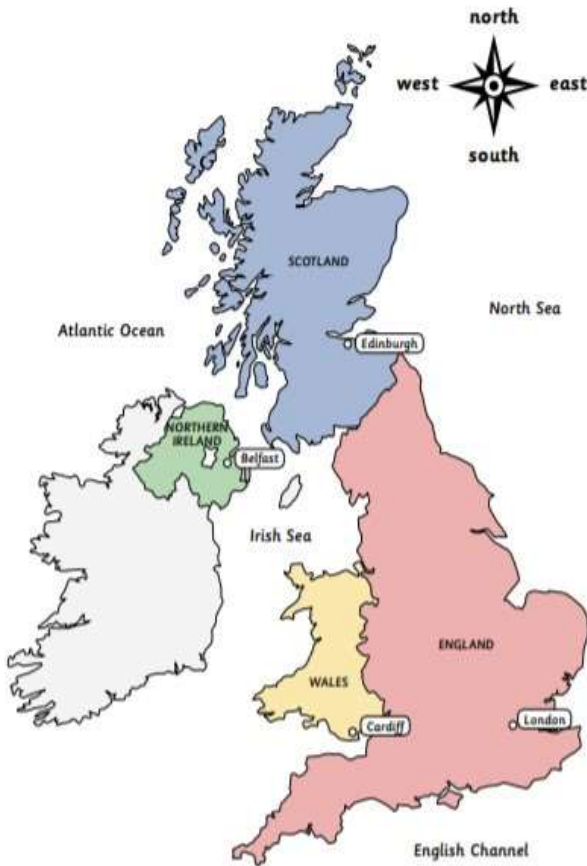 north
west
east
south
SCOTLAND
North Sea
Atlantic Ocean
Edinburgh
NORTHERN
IRELAND
Belfast
Irish Sea
ENGLAND
WALES
London
Cardiff
English Channel